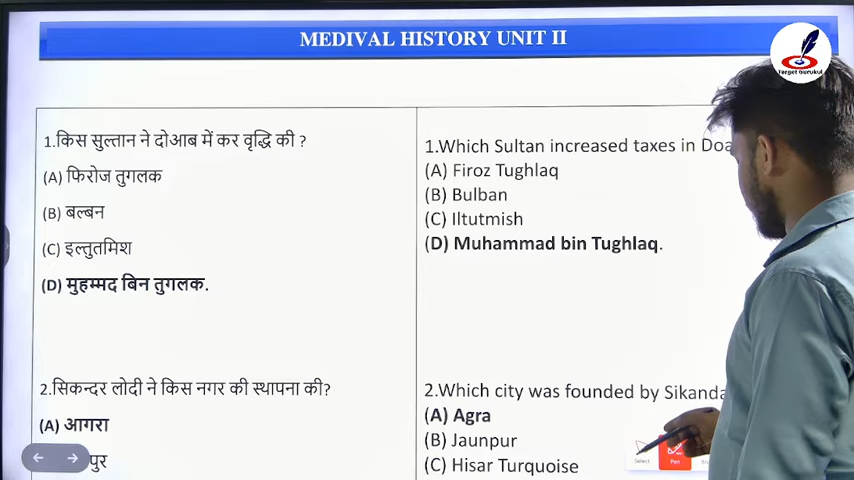 MEDIVAL HISTORY UNIT II
Target Gurukul
1.किस सुल्तान ने दोआब में कर वृद्धि की ?
(A) फिरोज तुगलक
(B) बल्बन
(C) इल्तुतमिश
(D) मुहम्मद बिन तुगलक.
2.सिकन्दर लोदी ने किस नगर की स्थापना की?
(A) आगरा
1.Which Sultan increased taxes in
(A) Firoz Tughlaq
(B) Bulban
(C) Iltutmish
(D) Muhammad bin Tughlaq.
2.Which city was founded by
(A) Agra
(B) Jaunpur
(C) Hisar Turquoise
Select
Pen